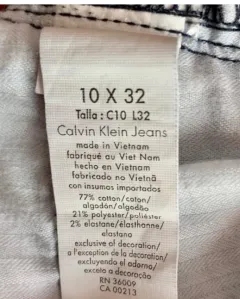 10 X 32
Talla : C10 L32
Calvin Klein Jeans
made in Vietnam
fabriqué au Viet Nam
hecho en Vietnam
fabricado no Vietnã
con insumos importados
77% cotton/coton/
algodón/algodão
21% polyester/poliéster
2% elastane/élasthanne/
elastano
exclusive of decoration/
a l'exception de la decoration/
excluyendo el adorno/
exceto a decoração
RN 36009
CA 00213